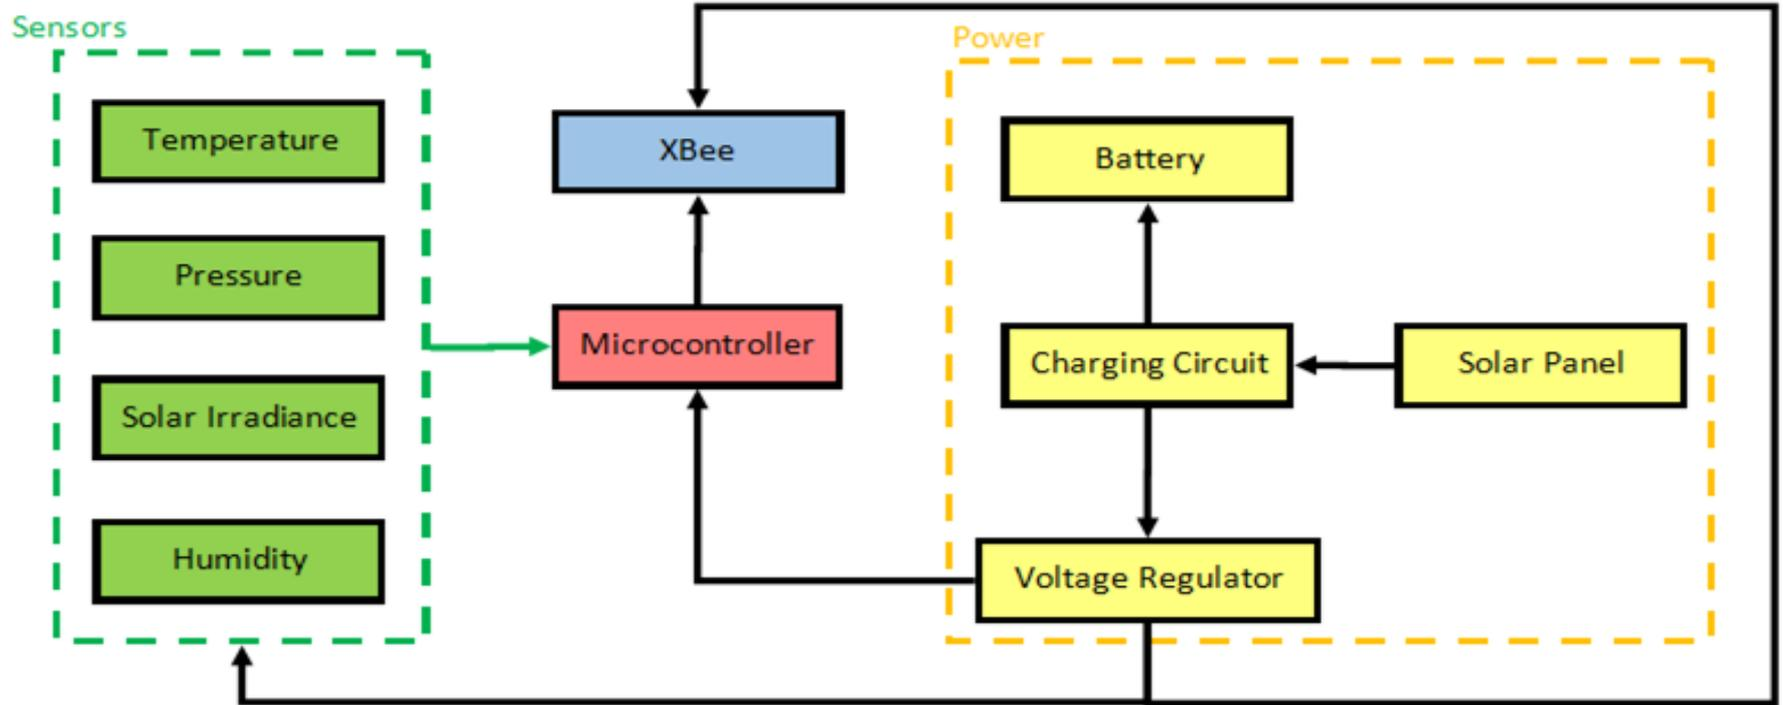 Sensors
Temperature
Pressure
Solar Irradiance
Humidity
XBee
Microcontroller
Power
Battery
Charging Circuit
Solar Panel
Voltage Regulator